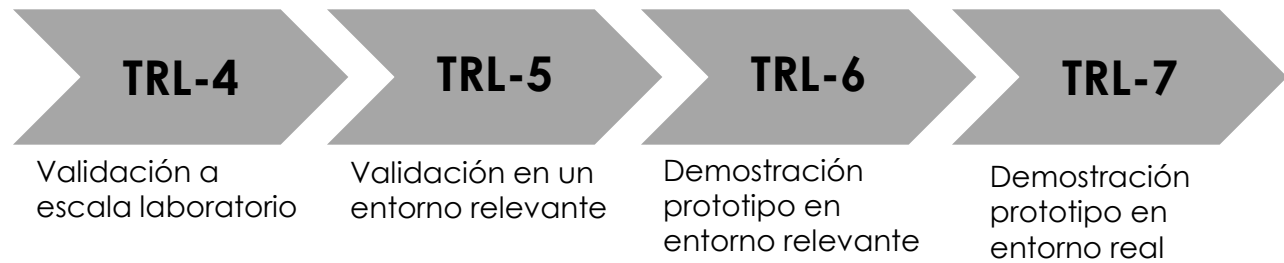 TRL-4
Validación a
escala laboratorio
TRL-5
Validación en un
entorno relevante
TRL-6
Demostración
prototipo en
entorno relevante
TRL-7
Demostración
prototipo en
entorno real